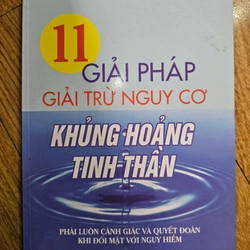 11
GIẢI PHÁP
GIẢI TRỪ NGUY CƠ
KHỦNG HOẢNG
TINH THẦN
PHẢI LUÔN CẢNH GIÁC VÀ QUYẾT ĐOÁN
KHI ĐỐI MẶT VỚI NGUY HIỂM